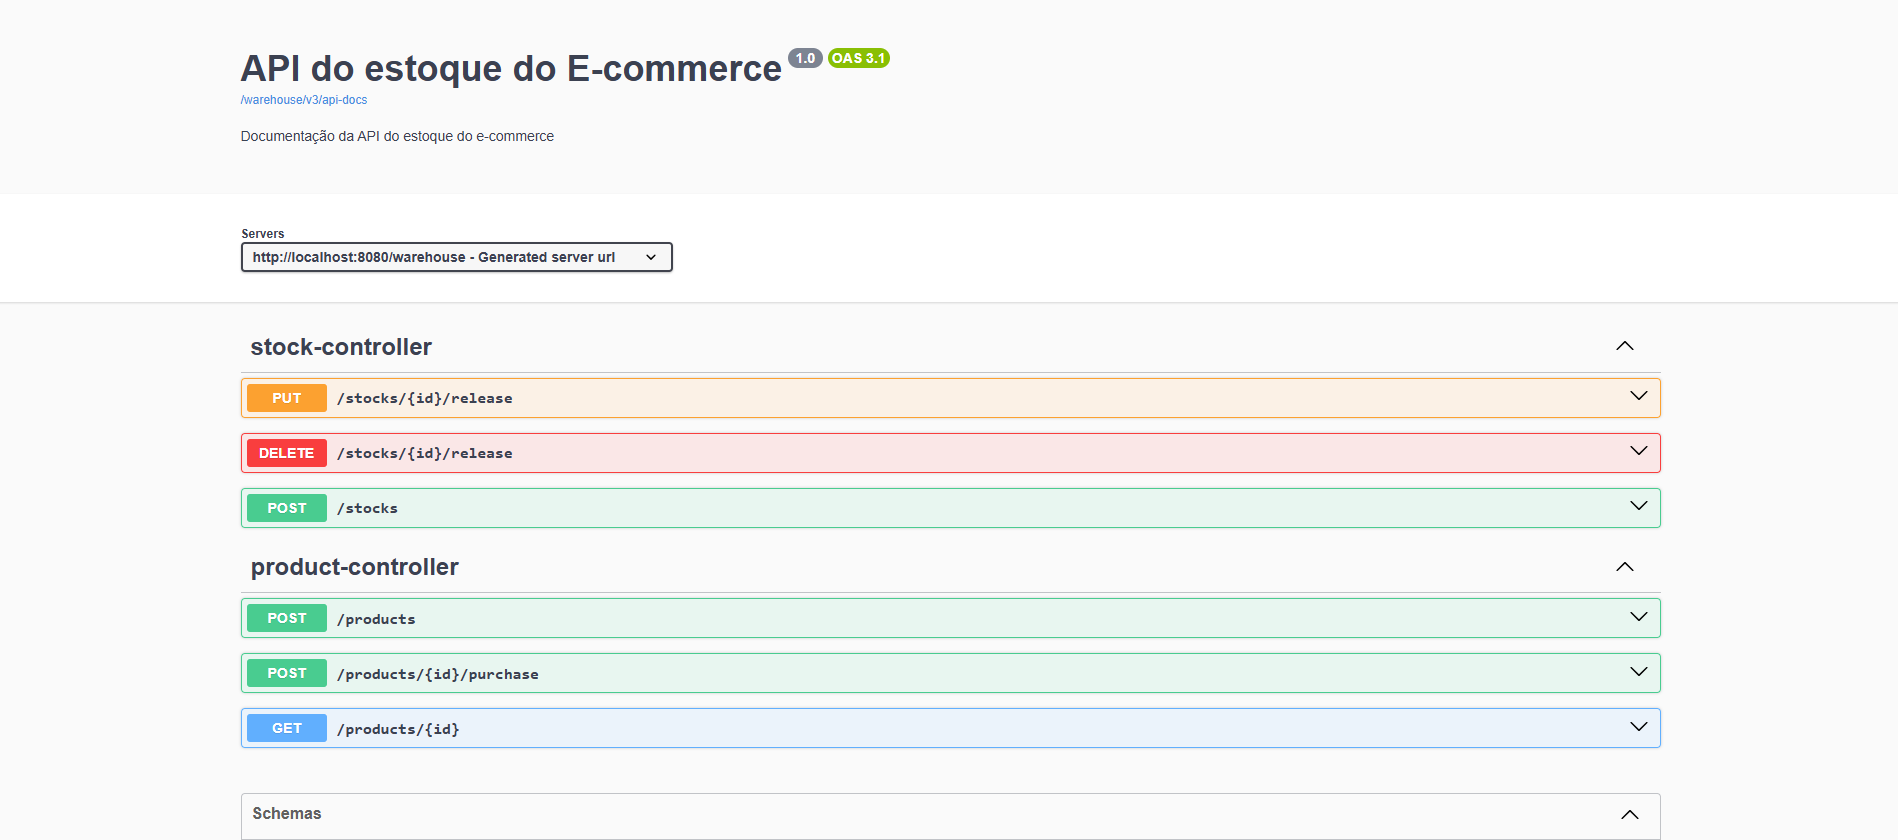 API do estoque do E-commerce 1.0 OAS 3.1
/warehouse/v3/api-docs
Documentação da API do estoque do e-commerce
Servers
http://localhost:8080/warehouse - Generated server url
stock-controller
PUT /stocks/{id}/release
DELETE /stocks/{id}/release
POST /stocks
product-controller
POST /products
POST /products/{id}/purchase
GET /products/{id}
Schemas